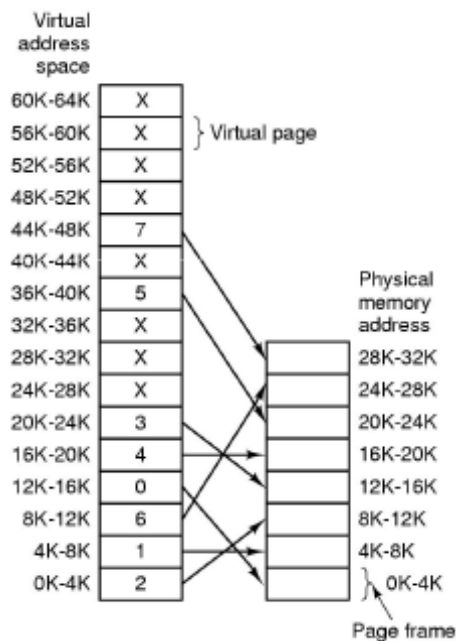 Virtual
address
space
60K-64K X
56K-60K X Virtual page
52K-56K X
48K-52K X
44K-48K 7
40K-44K X
36K-40K 5
32K-36K X
28K-32K X
24K-28K X
20K-24K 3
16K-20K 4
12K-16K 0
8K-12K 6
4K-8K 1
0K-4K 2
Physical
memory
address
28K-32K
24K-28K
20K-24K
16K-20K
12K-16K
8K-12K
4K-8K
0K-4K
Page frame